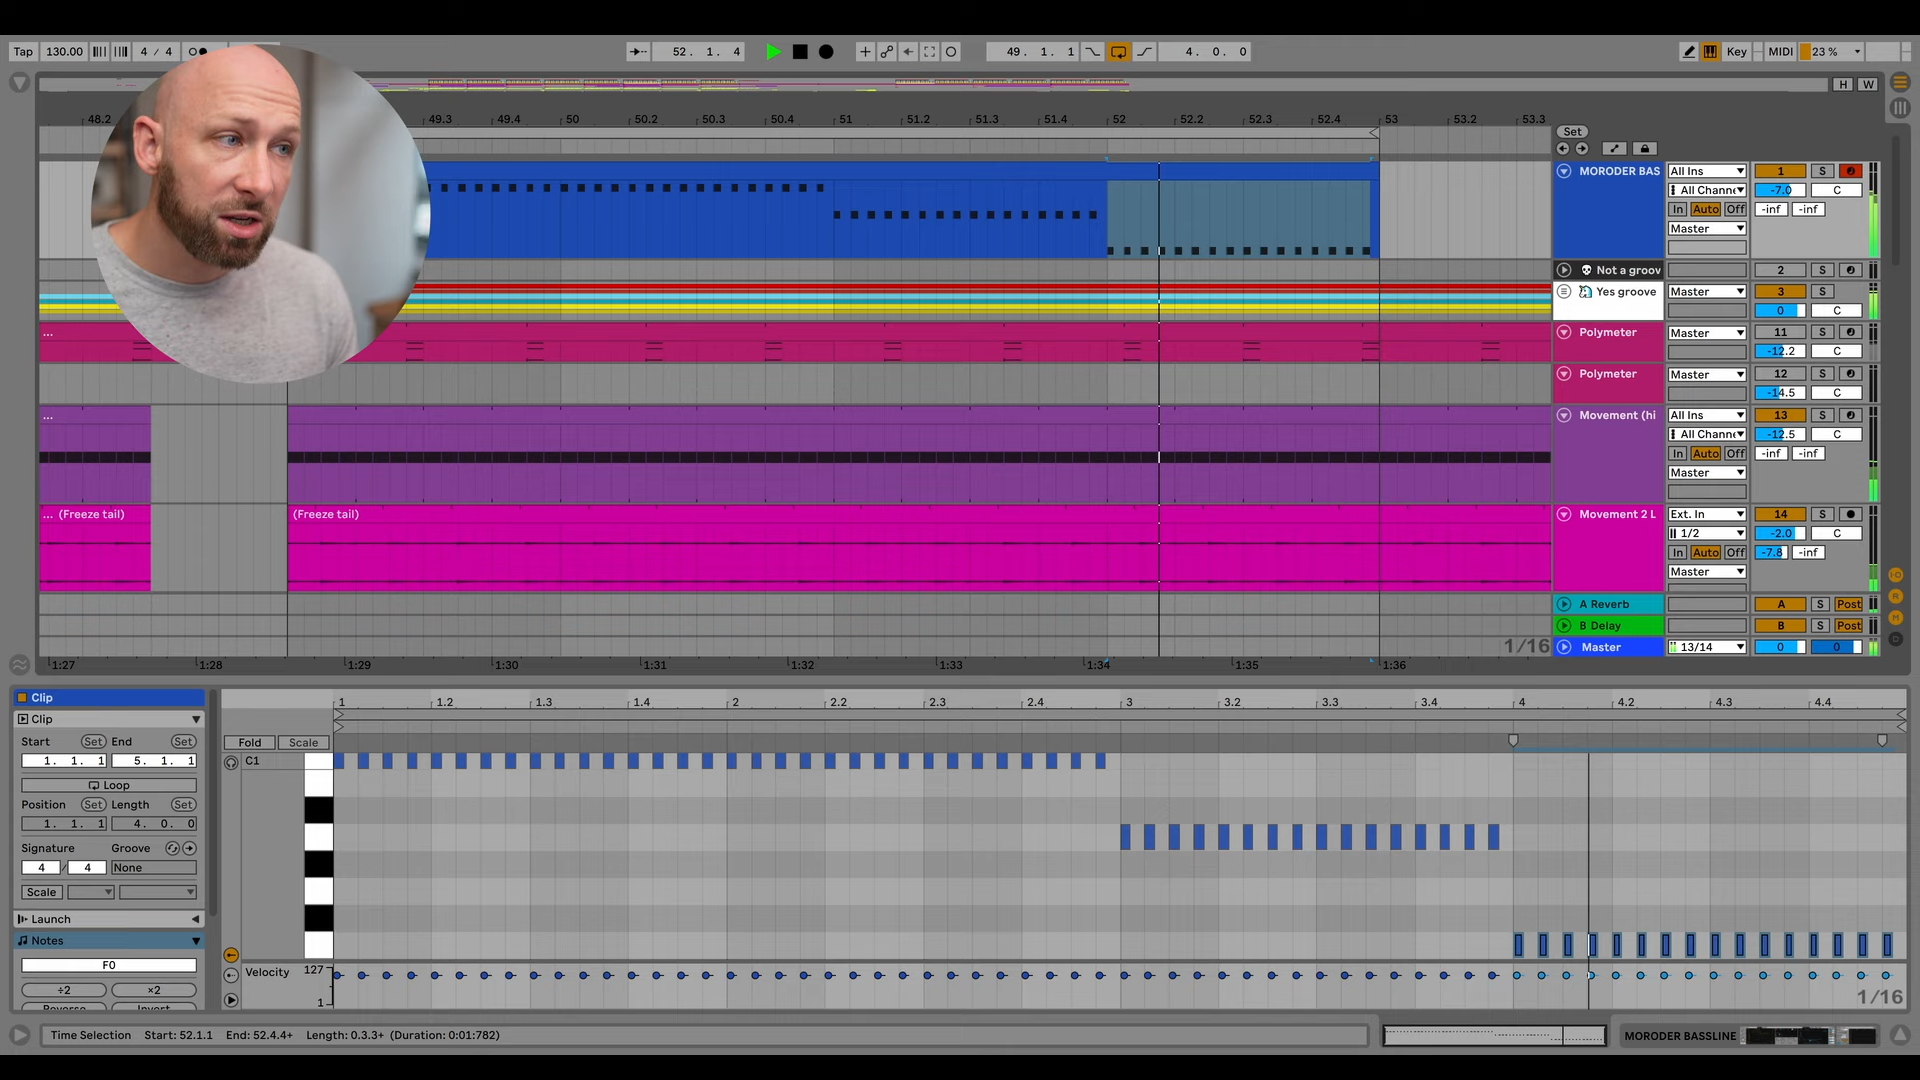 Tap 130.00 4 / 4 52. 1. 4 49. 1. 1 4. 0. 0 Key MIDI 23 %
H W
48.2 49.3 49.4 50 50.2 50.3 50.4 51 51.2 51.3 51.4 52 52.2 52.3 52.4 53 53.2 53.3
Set
MORODER BAS All Ins 1 S
All Channe -7.0 C
In Auto Off -inf -inf
Master
Not a groov 2 S
Yes groove Master 3 S
0 C
... Polymeter Master 11 S
-12.2 C
Polymeter Master 12 S
-14.5 C
... Movement (hi All Ins 13 S
All Channe -12.5 C
In Auto Off -inf -inf
Master
... (Freeze tail) (Freeze tail) Movement 2 L Ext. In 14 S
1/2 -2.0 C
In Auto Off -7.8 -inf
Master
A Reverb A S Post
B Delay B S Post
1/16 Master 13/14 0 0
1:27 1:28 1:29 1:30 1:31 1:32 1:33 1:34 1:35 1:36
Clip
Clip
Start Set End Set
1. 1. 1 5. 1. 1
Loop
Position Set Length Set
1. 1. 1 4. 0. 0
Signature Groove
4 / 4 None
Scale
Launch
Notes
F0
÷2 ×2
Reverse Invert
1 1.2 1.3 1.4 2 2.2 2.3 2.4 3 3.2 3.3 3.4 4 4.2 4.3 4.4
Fold Scale
C1
Velocity 127
1
1/16
Time Selection Start: 52.1.1 End: 52.4.4+ Length: 0.3.3+ (Duration: 0:01:782)
MORODER BASSLINE